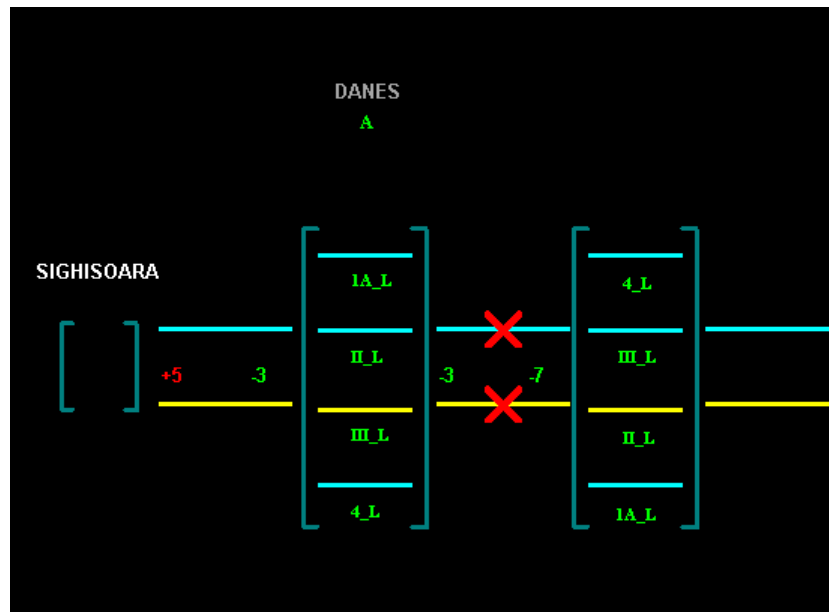 DANES
A
SIGHISOARA
1A_L
4_L
II_L
III_L
+5 -3 -3 -7
III_L
II_L
4_L
1A_L